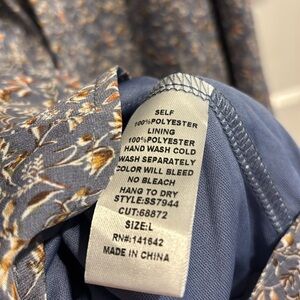 SELF
100%POLYESTER
LINING
100%POLYESTER
HAND WASH COLD
WASH SEPARATELY
COLOR WILL BLEED
NO BLEACH
HANG TO DRY
STYLE:SS7944
CUT:68872
SIZE:L
RN#:141642
MADE IN CHINA